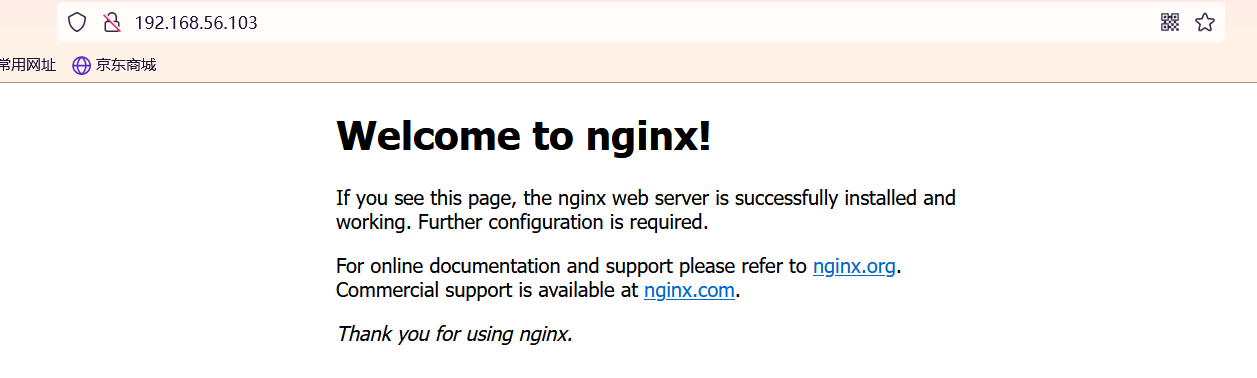 192.168.56.103
常用网址 京东商城
Welcome to nginx!
If you see this page, the nginx web server is successfully installed and
working. Further configuration is required.
For online documentation and support please refer to nginx.org.
Commercial support is available at nginx.com.
Thank you for using nginx.